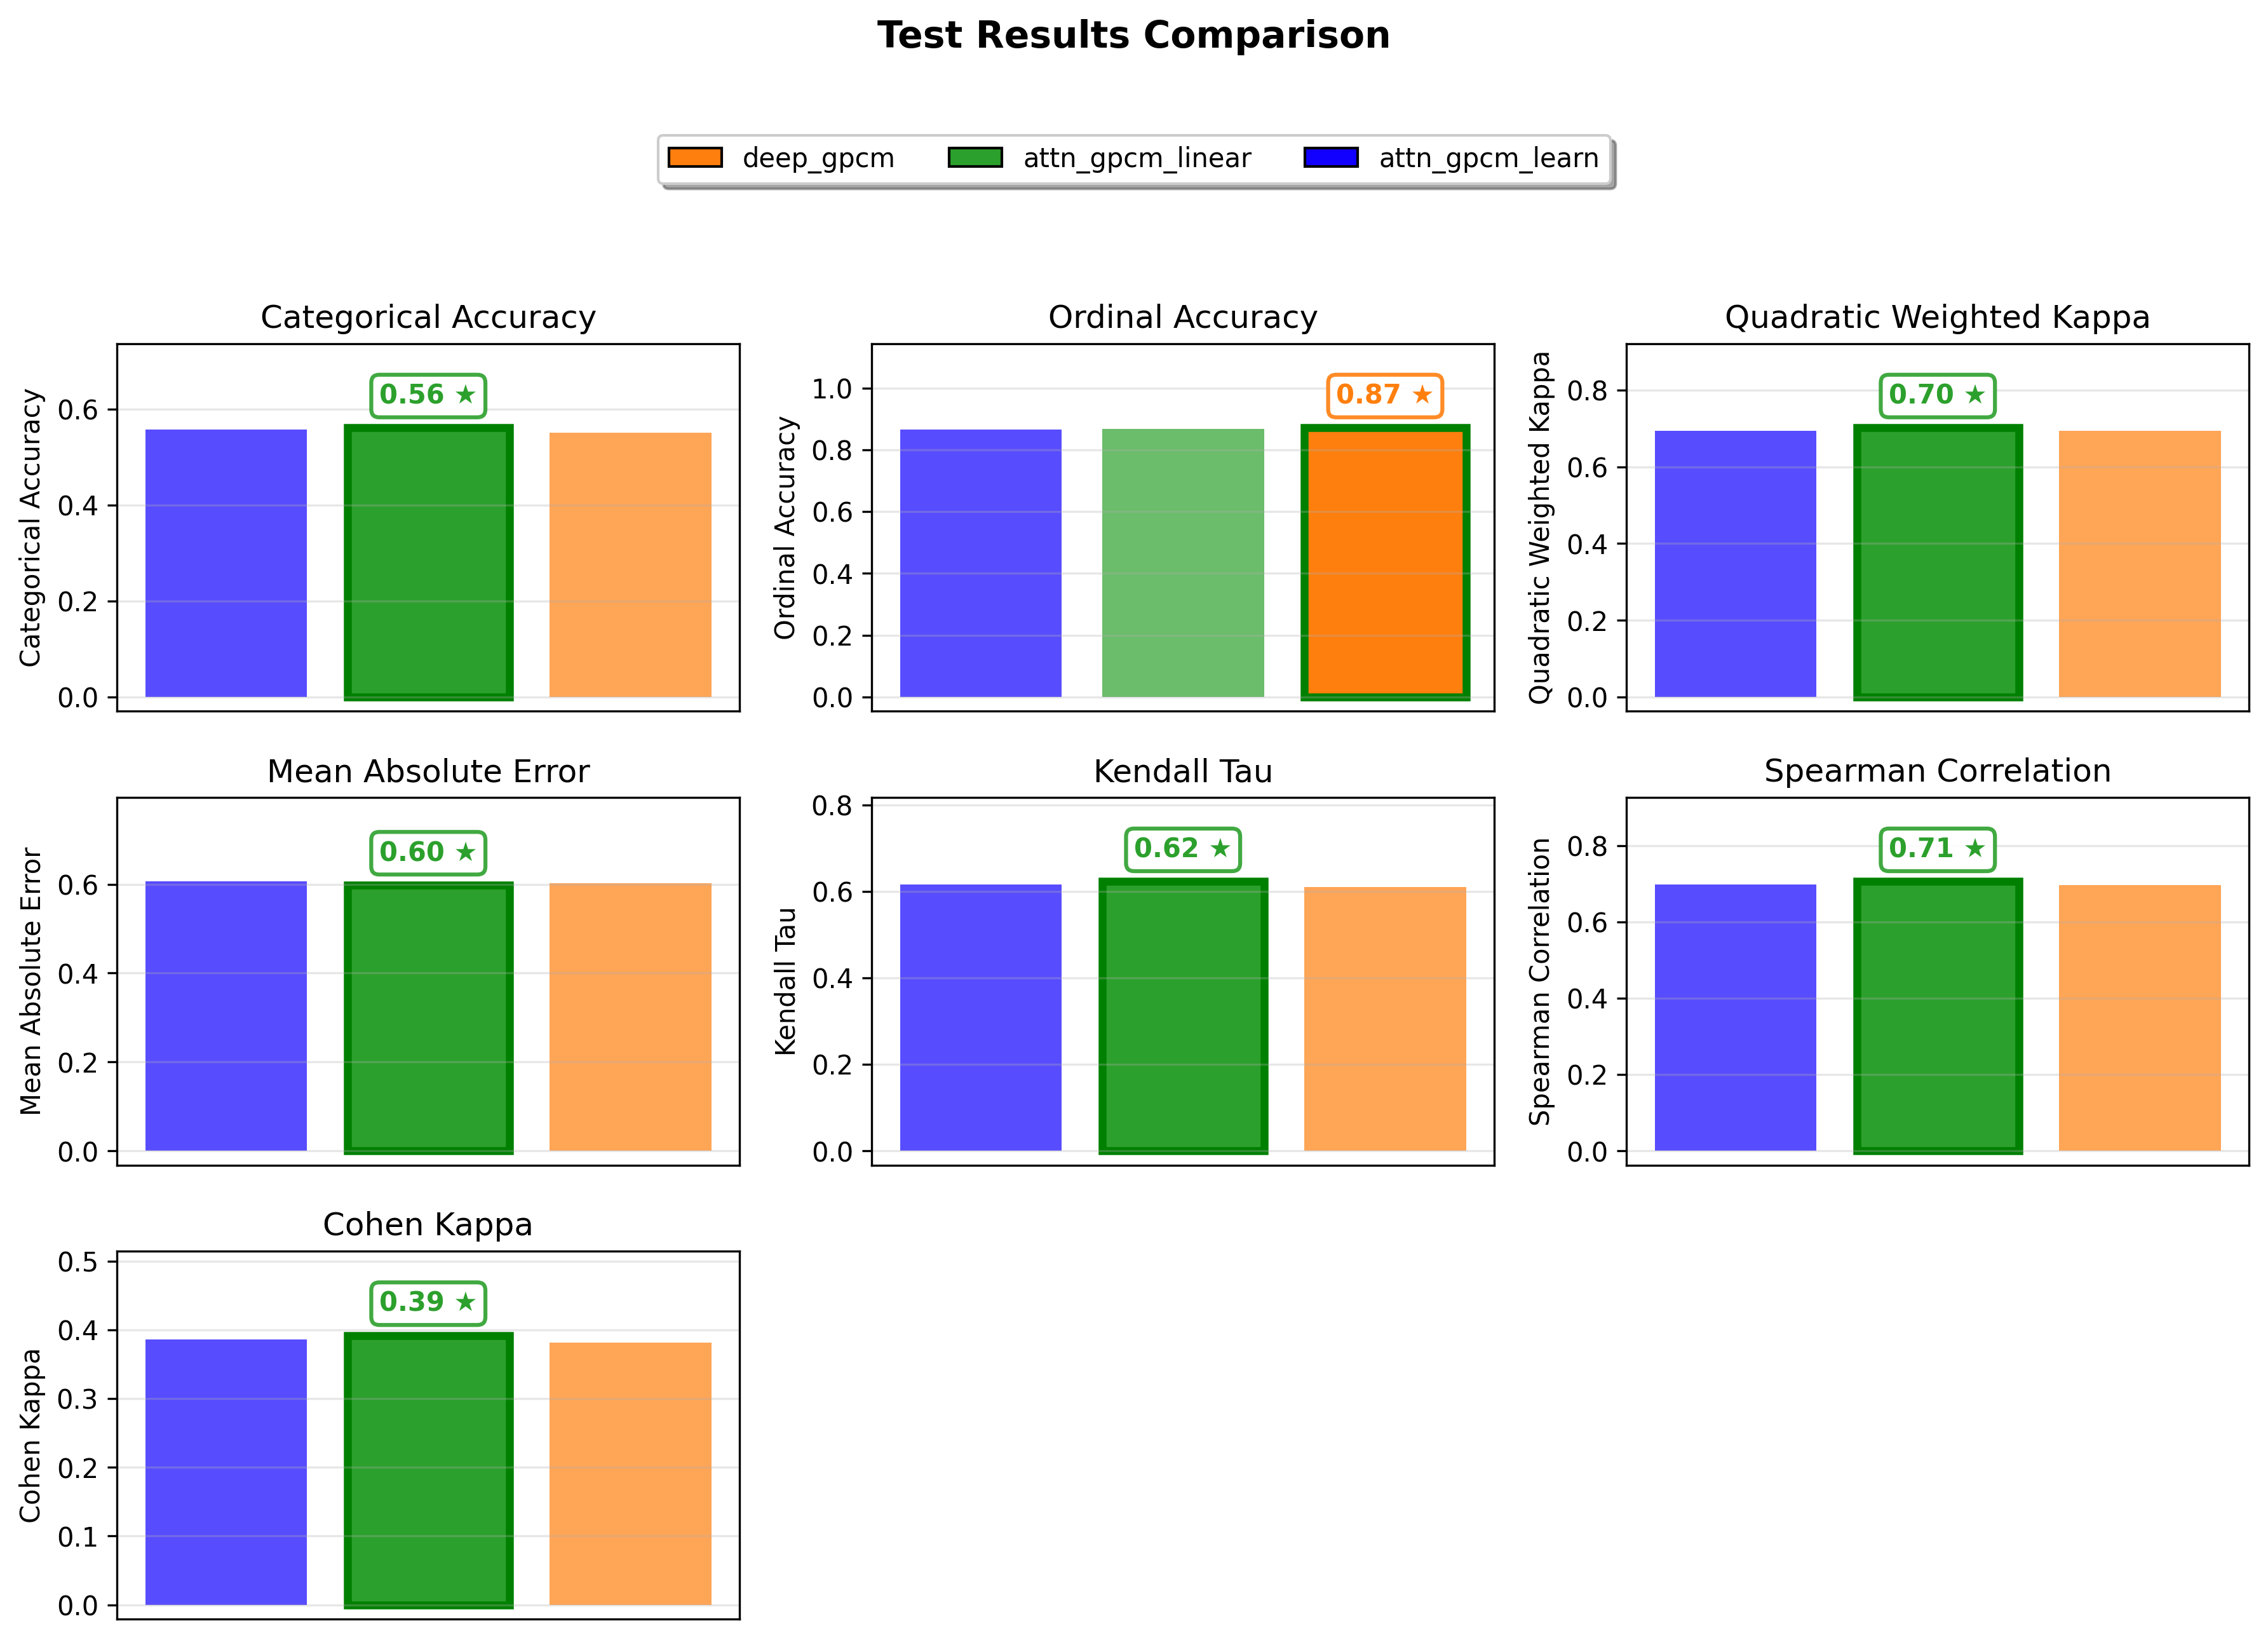 Test Results Comparison
deep_gpcm attn_gpcm_linear attn_gpcm_learn
Categorical Accuracy
Categorical Accuracy
0.6
0.4
0.2
0.0
0.56 ★
Ordinal Accuracy
Ordinal Accuracy
1.0
0.8
0.6
0.4
0.2
0.0
0.87 ★
Quadratic Weighted Kappa
Quadratic Weighted Kappa
0.8
0.6
0.4
0.2
0.0
0.70 ★
Mean Absolute Error
Mean Absolute Error
0.6
0.4
0.2
0.0
0.60 ★
Kendall Tau
Kendall Tau
0.8
0.6
0.4
0.2
0.0
0.62 ★
Spearman Correlation
Spearman Correlation
0.8
0.6
0.4
0.2
0.0
0.71 ★
Cohen Kappa
Cohen Kappa
0.5
0.4
0.3
0.2
0.1
0.0
0.39 ★